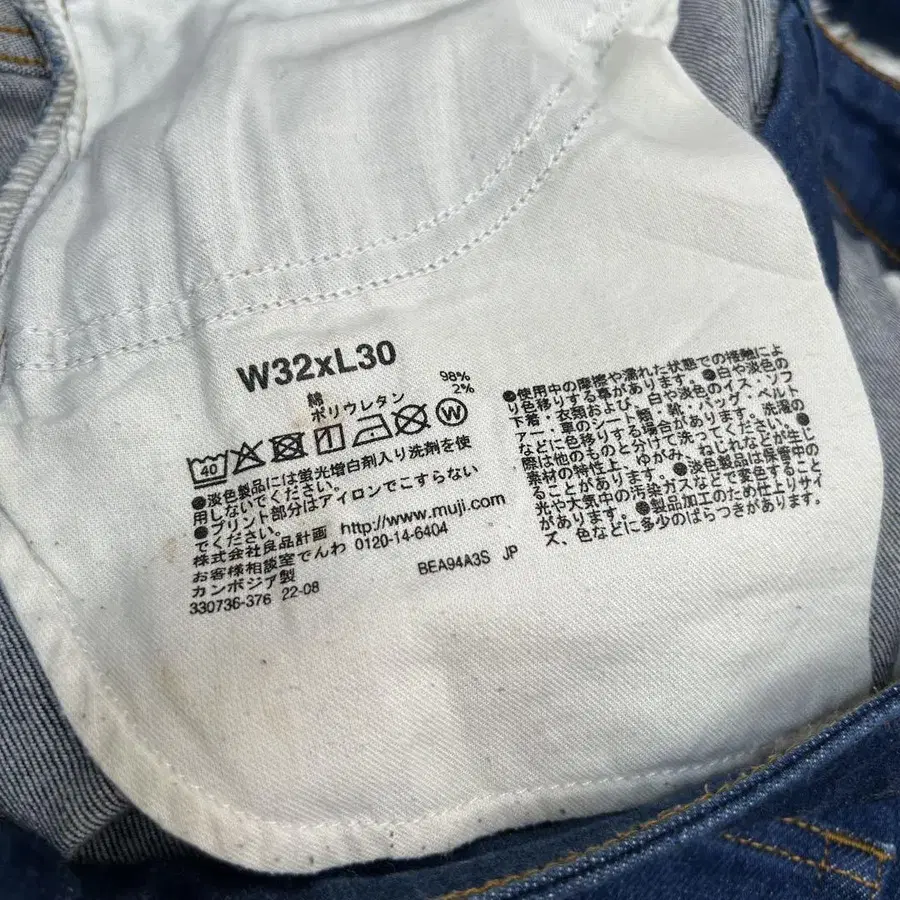 W32xL30
綿 98%
ポリウレタン 2%
40 W
●淡色製品には蛍光増白剤入り洗剤を使
用しないでください。
●プリント部分はアイロンでこすらない
でください。
株式会社良品計画 http://www.muji.com
お客様相談室でんわ 0120-14-6404
カンボジア製
330736-376 22-08
BEA94A3S JP
●使用中の摩擦や濡れた状態での接触によ
り色移りする事があります。●白や淡色の
下着・衣類および、白や淡色のイス・ソフ
ァー・車のシート類・靴・バッグ・ベルト
などに色移りする場合があります。洗濯の
際は他のものと分けて洗ってください。●
素材の特性上、ゆがみ、ねじれなどが生じ
ることがあります。●淡色製品は保管中の
光や大気中の汚染ガスなどで変色すること
があります。●製品加工のため仕上りサイ
ズ、色などに多少のばらつきがあります。